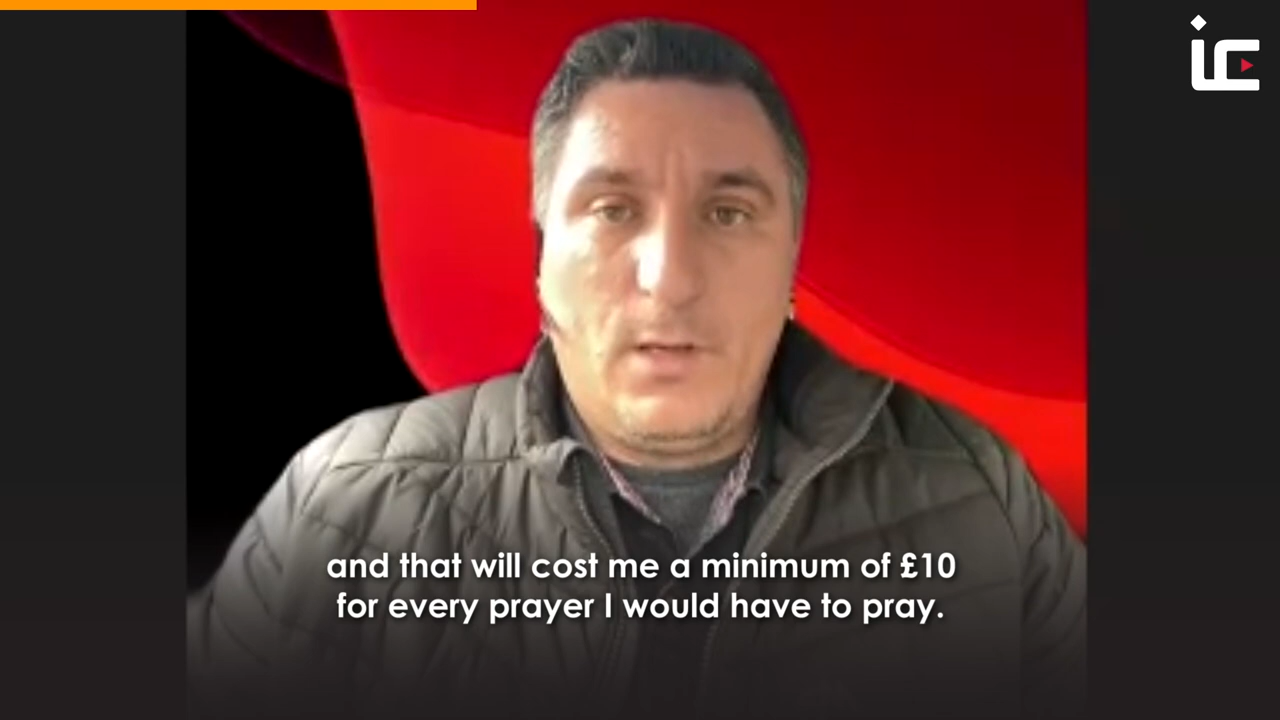 and that will cost me a minimum of £10
for every prayer I would have to pray.